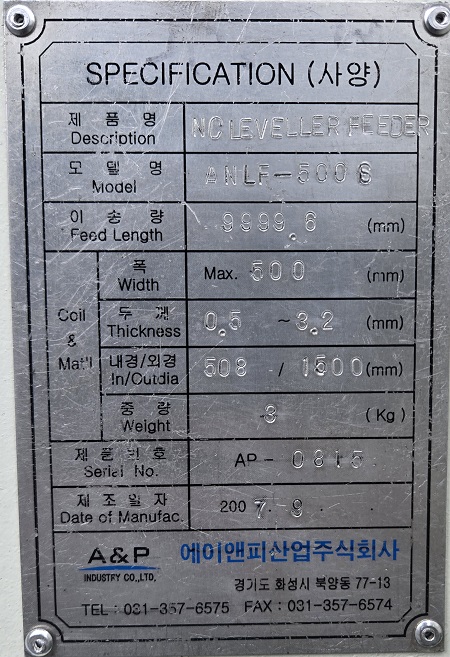 SPECIFICATION (사양)
제 품 명 NC LEVELLER FEEDER
Description
모 델 명 ANLF-500S
Model
이 송 량 9999.6 (mm)
Feed Length
폭 Max. 500 (mm)
Width
Coil & Mat'l
두 께 0.5 ~3.2 (mm)
Thickness
내경/외경 508 / 1500 (mm)
In/Outdia
중 량 3 (Kg)
Weight
제 품 번 호 AP- 0815
Serial No.
제 조 일 자 2007.9.
Date of Manufac.
A&P 에이앤피산업주식회사
INDUSTRY CO.,LTD.
경기도 화성시 북양동 77-13
TEL : 031-357-6575 FAX : 031-357-6574